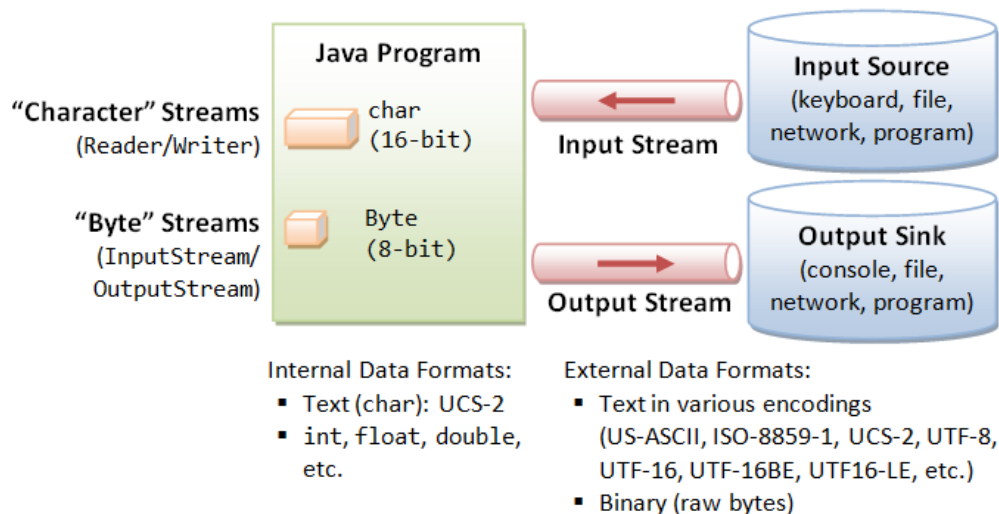 Java Program
“Character” Streams
(Reader/Writer)
char
(16-bit)
“Byte” Streams
(InputStream/
OutputStream)
Byte
(8-bit)
Input Stream
Input Source
(keyboard, file,
network, program)
Output Stream
Output Sink
(console, file,
network, program)
Internal Data Formats:
▪ Text (char): UCS-2
▪ int, float, double,
etc.
External Data Formats:
▪ Text in various encodings
(US-ASCII, ISO-8859-1, UCS-2, UTF-8,
UTF-16, UTF-16BE, UTF16-LE, etc.)
▪ Binary (raw bytes)